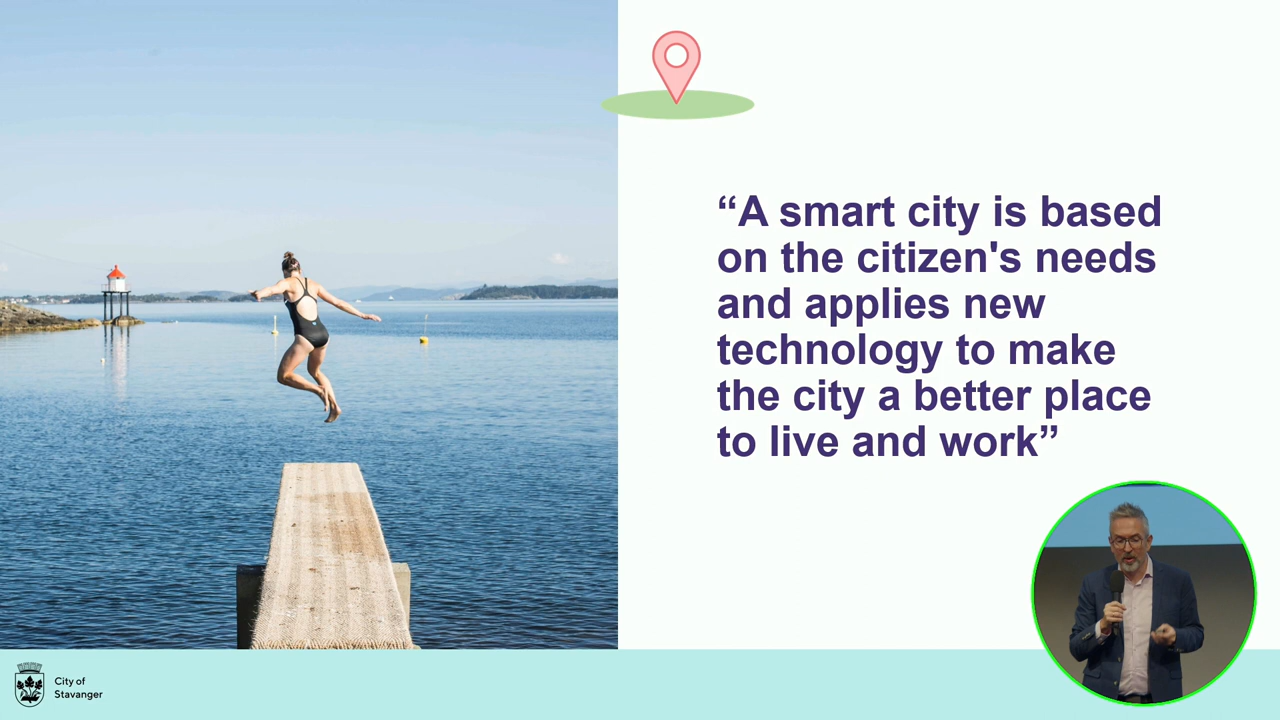 “A smart city is based
on the citizen's needs
and applies new
technology to make
the city a better place
to live and work”
City of
Stavanger